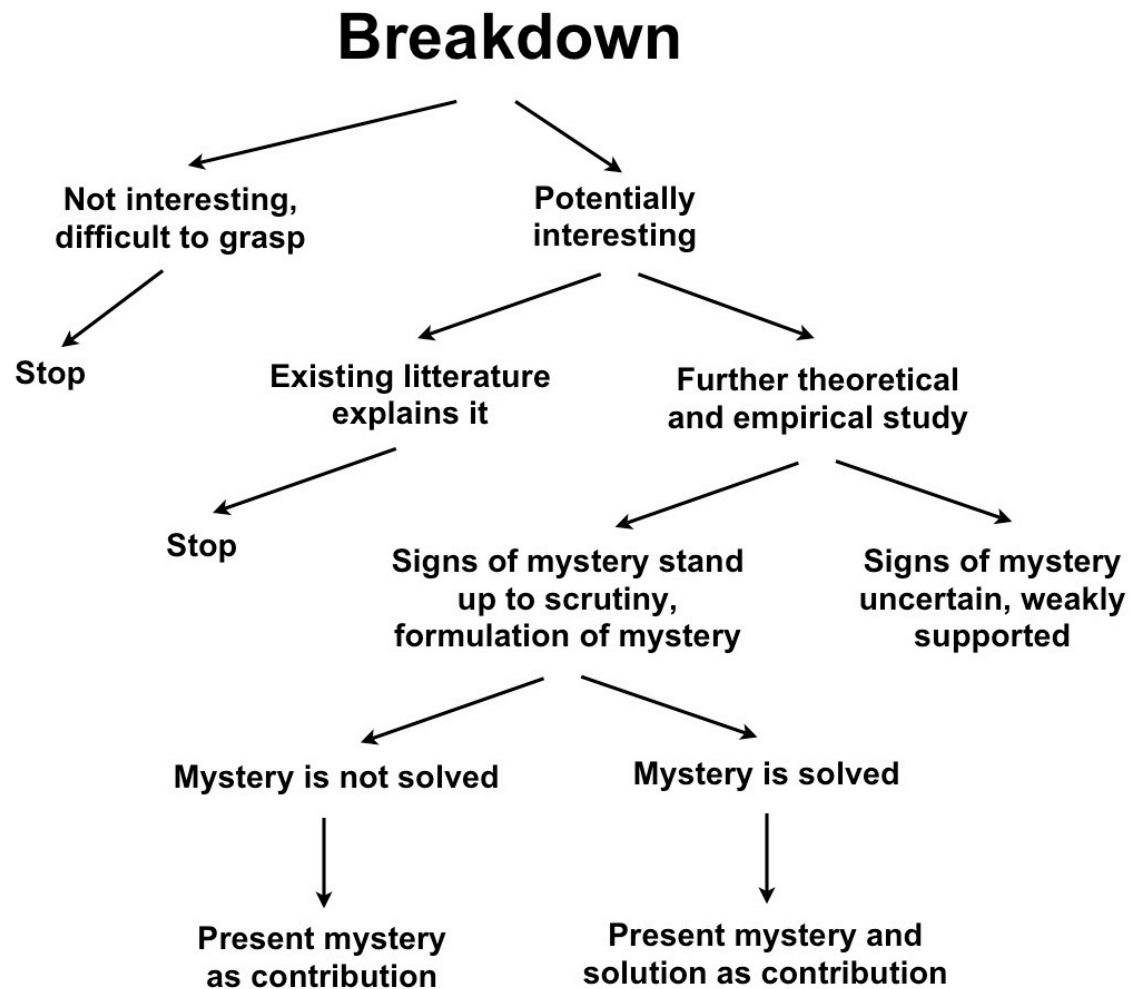 Breakdown
Not interesting,
difficult to grasp
Potentially
interesting
Stop
Existing litterature
explains it
Further theoretical
and empirical study
Stop
Signs of mystery stand
up to scrutiny,
formulation of mystery
Signs of mystery
uncertain, weakly
supported
Mystery is not solved
Mystery is solved
Present mystery
as contribution
Present mystery and
solution as contribution